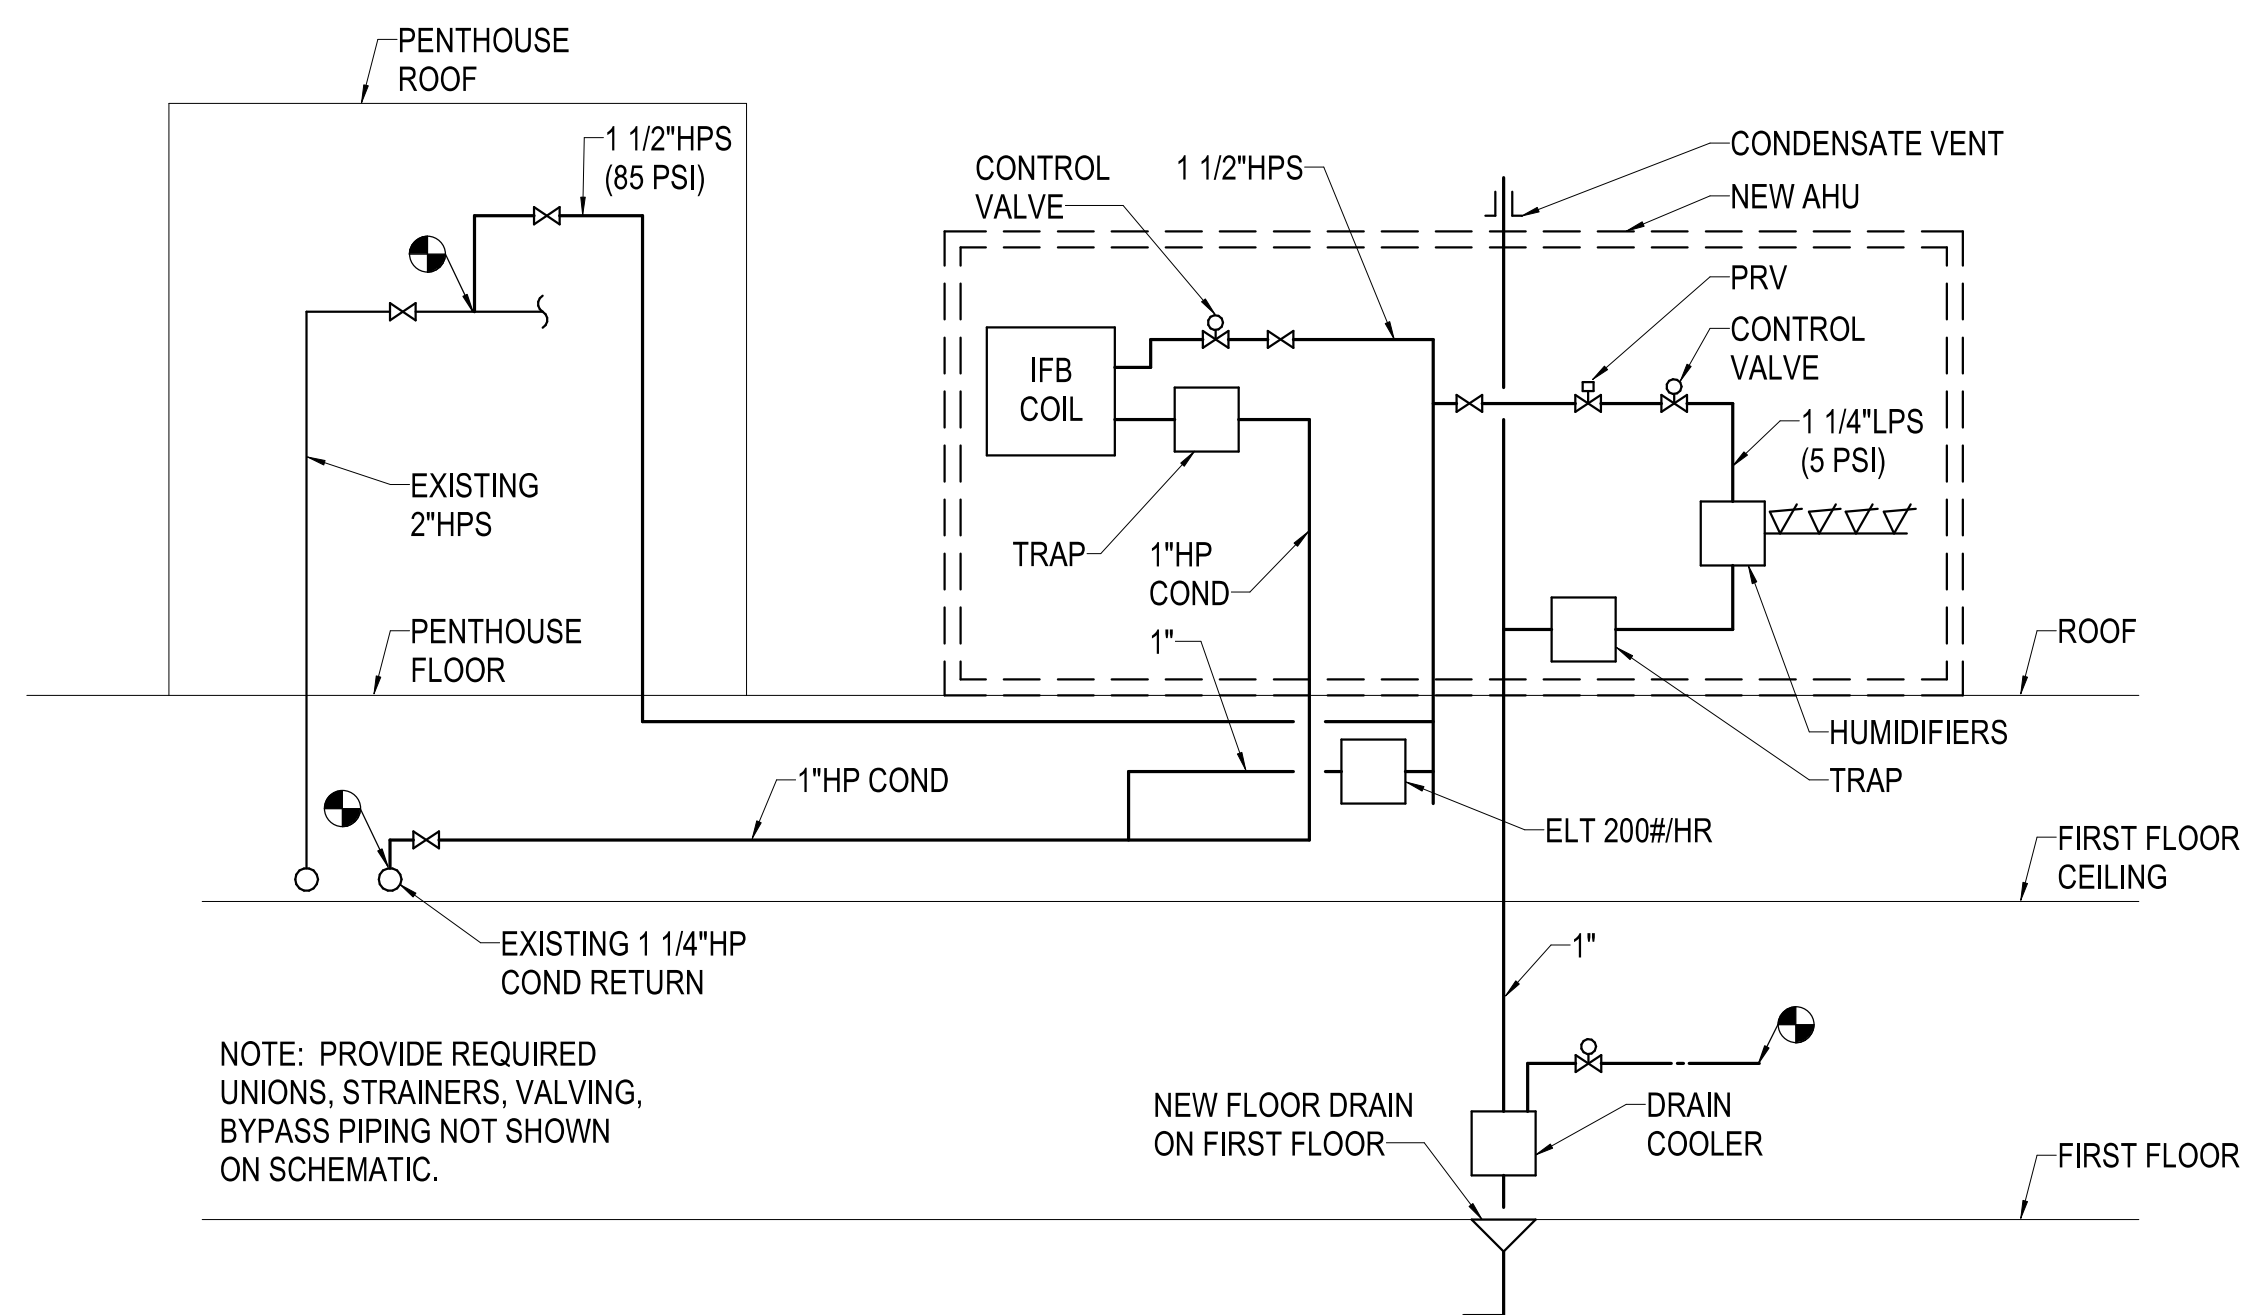 PENTHOUSE
ROOF
1 1/2"HPS
(85 PSI)
CONTROL
VALVE
1 1/2"HPS
CONDENSATE VENT
NEW AHU
PRV
CONTROL
VALVE
IFB
COIL
1 1/4"LPS
(5 PSI)
EXISTING
2"HPS
TRAP
1"HP
COND
PENTHOUSE
FLOOR
1"
ROOF
HUMIDIFIERS
TRAP
1"HP COND
ELT 200#/HR
FIRST FLOOR
CEILING
EXISTING 1 1/4"HP
COND RETURN
1"
NOTE: PROVIDE REQUIRED
UNIONS, STRAINERS, VALVING,
BYPASS PIPING NOT SHOWN
ON SCHEMATIC.
NEW FLOOR DRAIN
ON FIRST FLOOR
DRAIN
COOLER
FIRST FLOOR